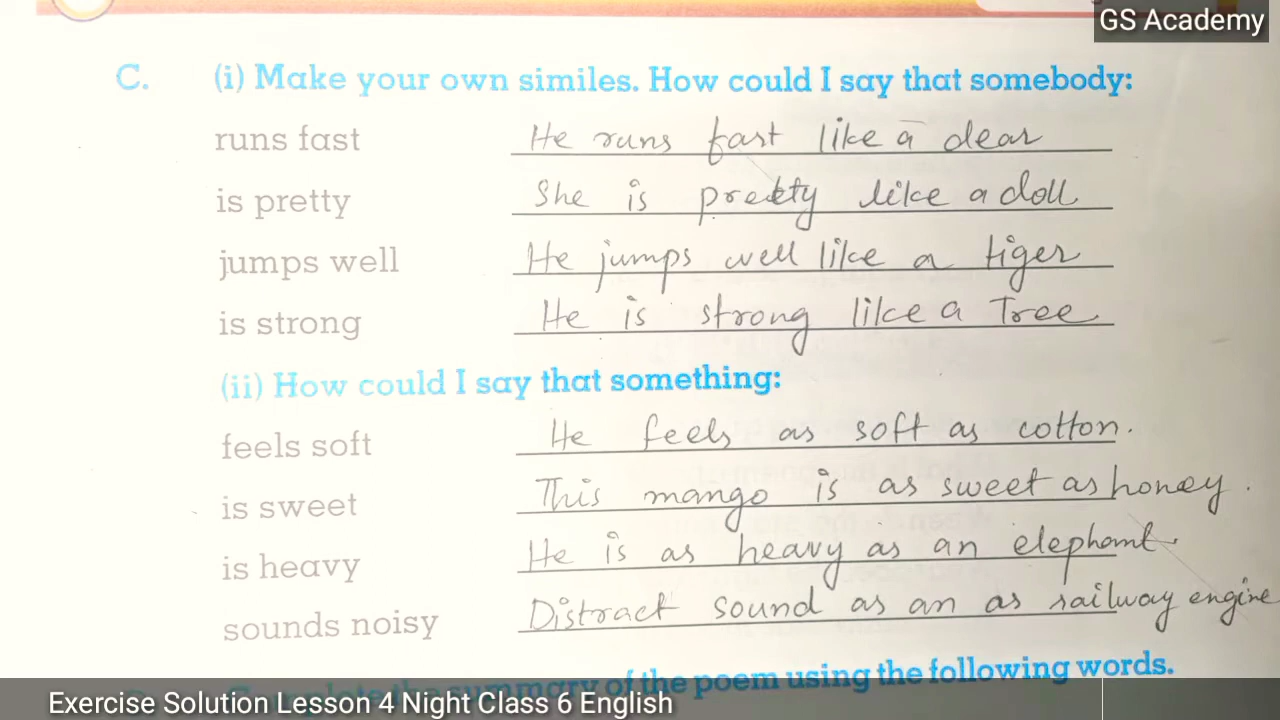 GS Academy
C. (i) Make your own similes. How could I say that somebody:
runs fast He runs fast like a dear
is pretty She is pretty like a doll
jumps well He jumps well like a tiger
is strong He is strong like a Tree
(ii) How could I say that something:
feels soft He feels as soft as cotton.
is sweet This mango is as sweet as honey.
is heavy He is as heavy as an elephant.
sounds noisy Distract sound as an as railway engine
Complete the summary of the poem using the following words.
Exercise Solution Lesson 4 Night Class 6 English